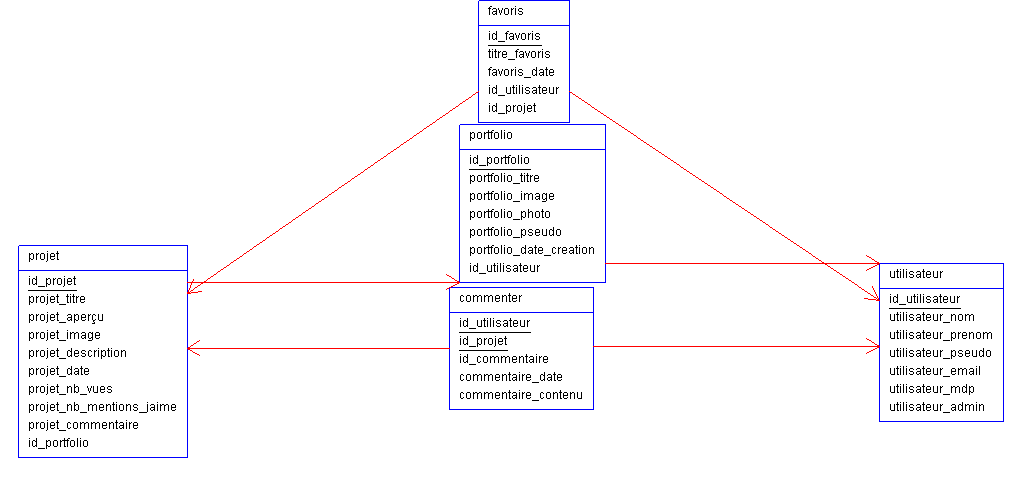 favoris
id_favoris
titre_favoris
favoris_date
id_utilisateur
id_projet
portfolio
id_portfolio
portfolio_titre
portfolio_image
portfolio_photo
portfolio_pseudo
portfolio_date_creation
id_utilisateur
projet
id_projet
projet_titre
projet_aperçu
projet_image
projet_description
projet_date
projet_nb_vues
projet_nb_mentions_jaime
projet_commentaire
id_portfolio
commenter
id_utilisateur
id_projet
id_commentaire
commentaire_date
commentaire_contenu
utilisateur
id_utilisateur
utilisateur_nom
utilisateur_prenom
utilisateur_pseudo
utilisateur_email
utilisateur_mdp
utilisateur_admin